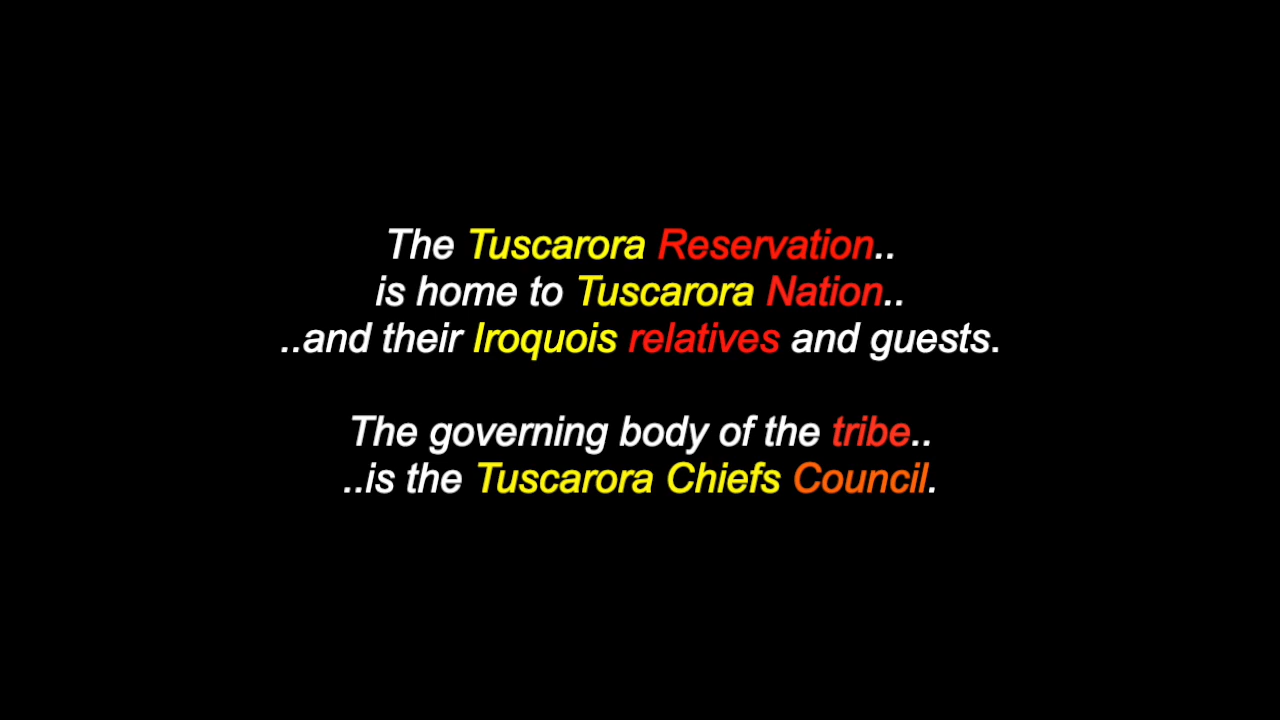 The Tuscarora Reservation..
is home to Tuscarora Nation..
..and their Iroquois relatives and guests.
The governing body of the tribe..
..is the Tuscarora Chiefs Council.